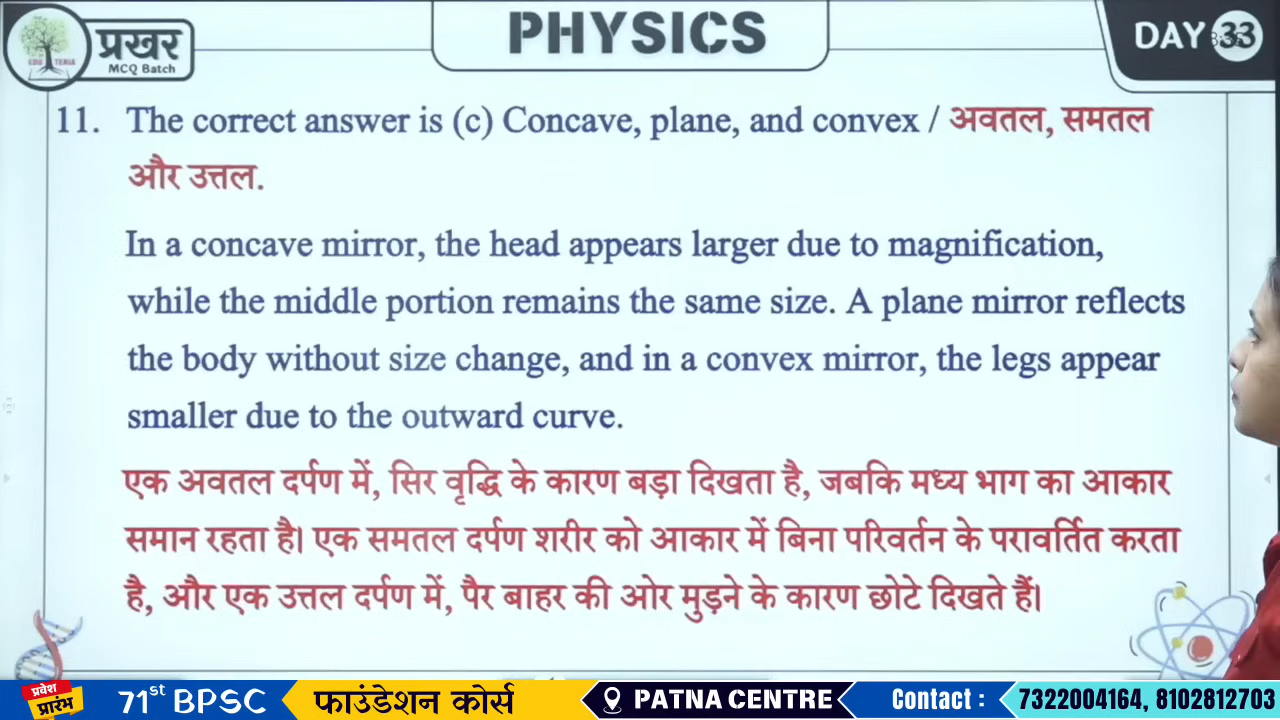 प्रखर
MCQ Batch
EDU TERIA
PHYSICS
DAY 33
11. The correct answer is (c) Concave, plane, and convex / अवतल, समतल
और उत्तल.
In a concave mirror, the head appears larger due to magnification,
while the middle portion remains the same size. A plane mirror reflects
the body without size change, and in a convex mirror, the legs appear
smaller due to the outward curve.
एक अवतल दर्पण में, सिर वृद्धि के कारण बड़ा दिखता है, जबकि मध्य भाग का आकार
समान रहता है। एक समतल दर्पण शरीर को आकार में बिना परिवर्तन के परावर्तित करता
है, और एक उत्तल दर्पण में, पैर बाहर की ओर मुड़ने के कारण छोटे दिखते हैं।
प्रवेश
प्रारंभ
71st BPSC
फाउंडेशन कोर्स
PATNA CENTRE
Contact :
7322004164, 8102812703